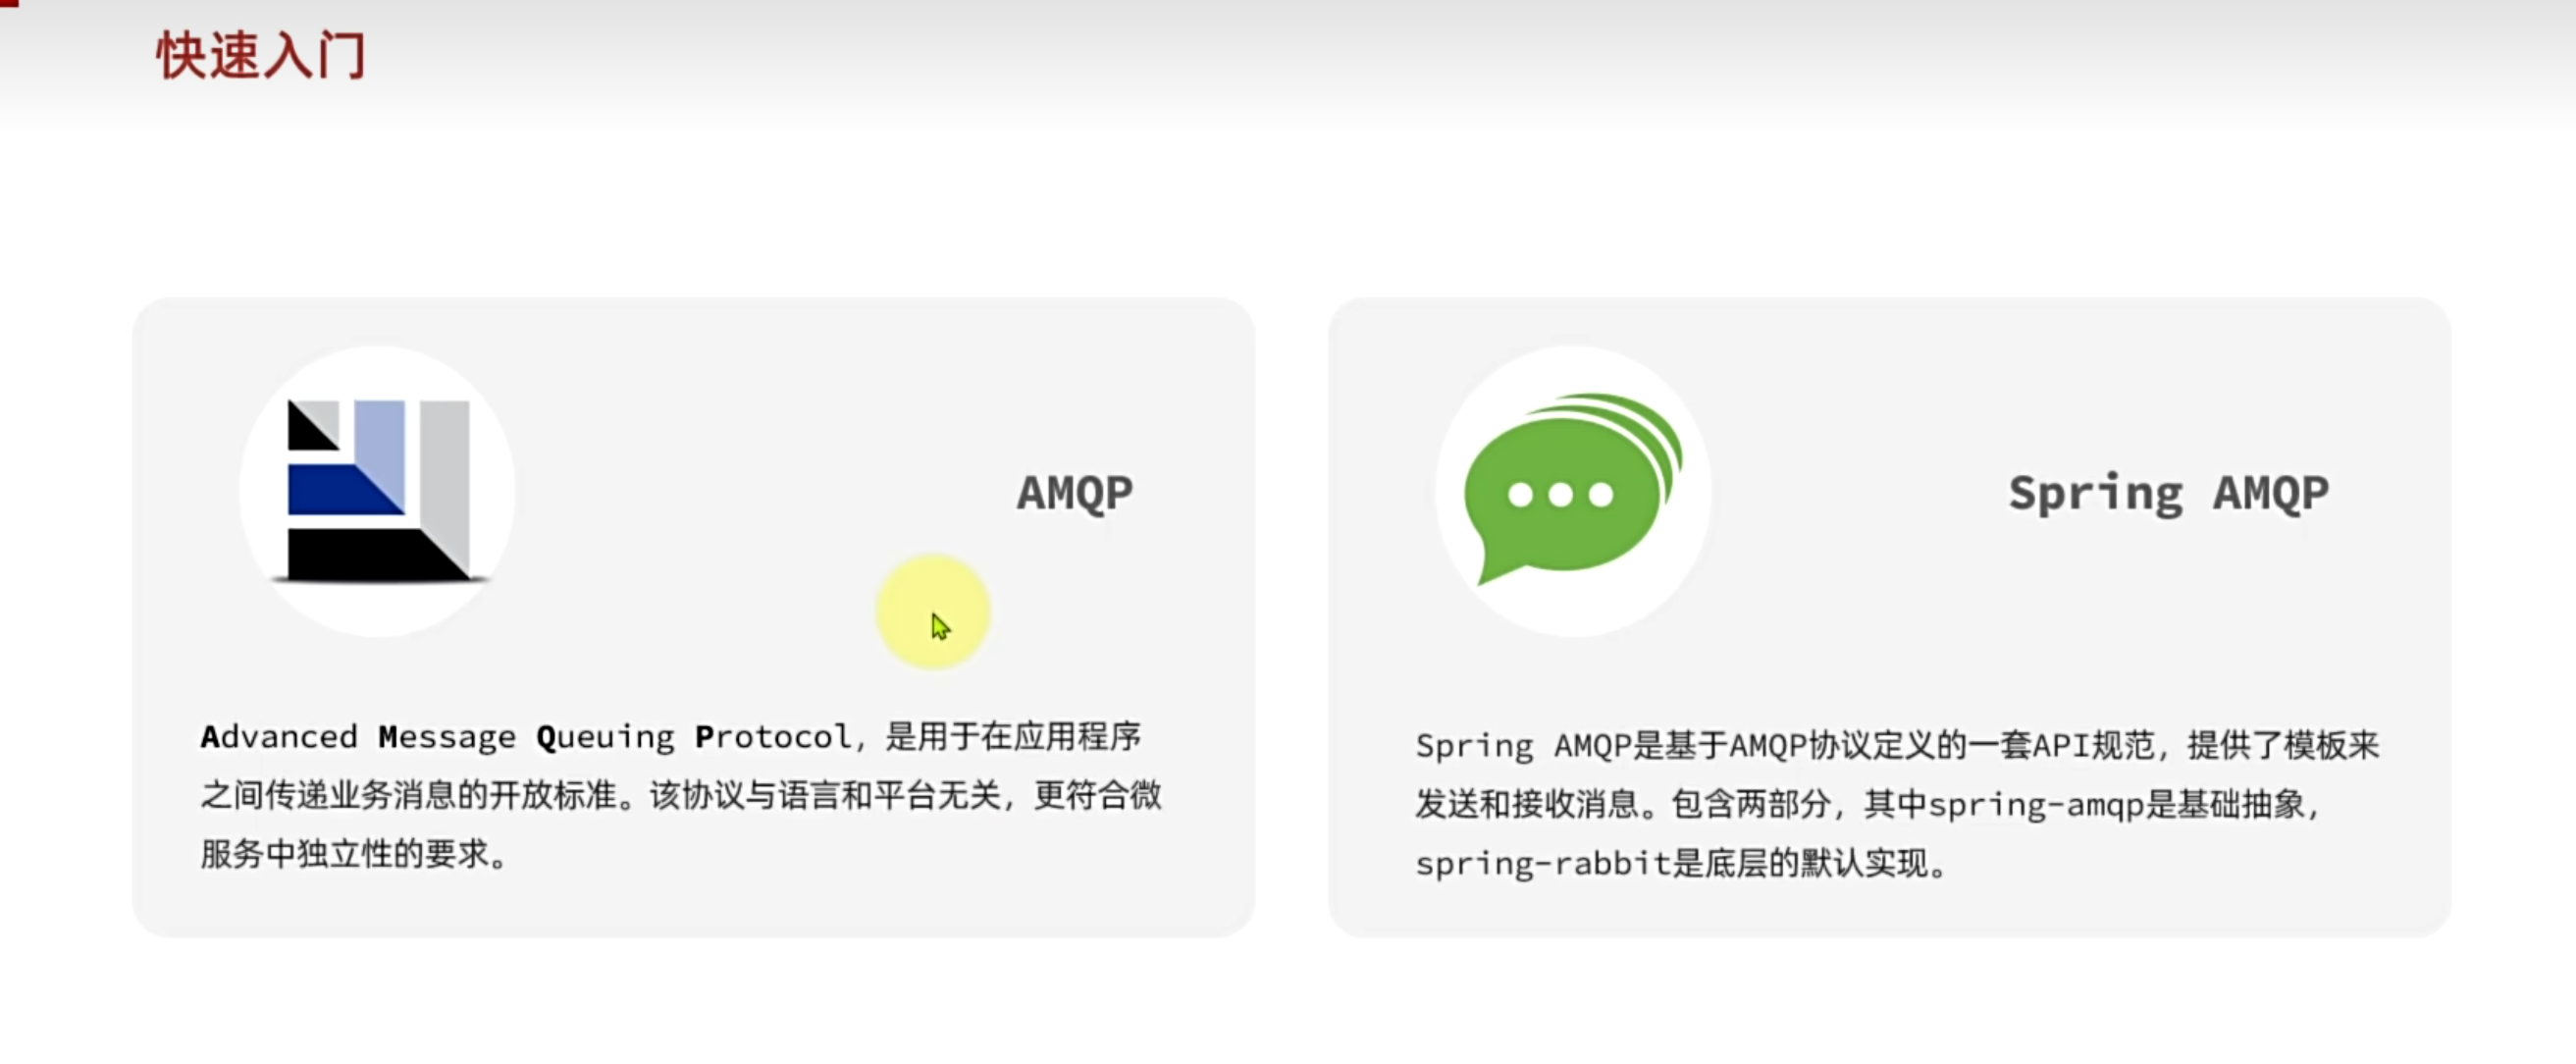 快速入门
AMQP
Advanced Message Queuing Protocol，是用于在应用程序
之间传递业务消息的开放标准。该协议与语言和平台无关，更符合微
服务中独立性的要求。
Spring AMQP
Spring AMQP是基于AMQP协议定义的一套API规范，提供了模板来
发送和接收消息。包含两部分，其中spring-amqp是基础抽象，
spring-rabbit是底层的默认实现。